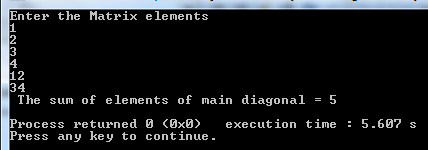 Enter the Matrix elements
1
2
3
4
12
34
The sum of elements of main diagonal = 5
Process returned 0 (0x0)   execution time : 5.607 s
Press any key to continue.